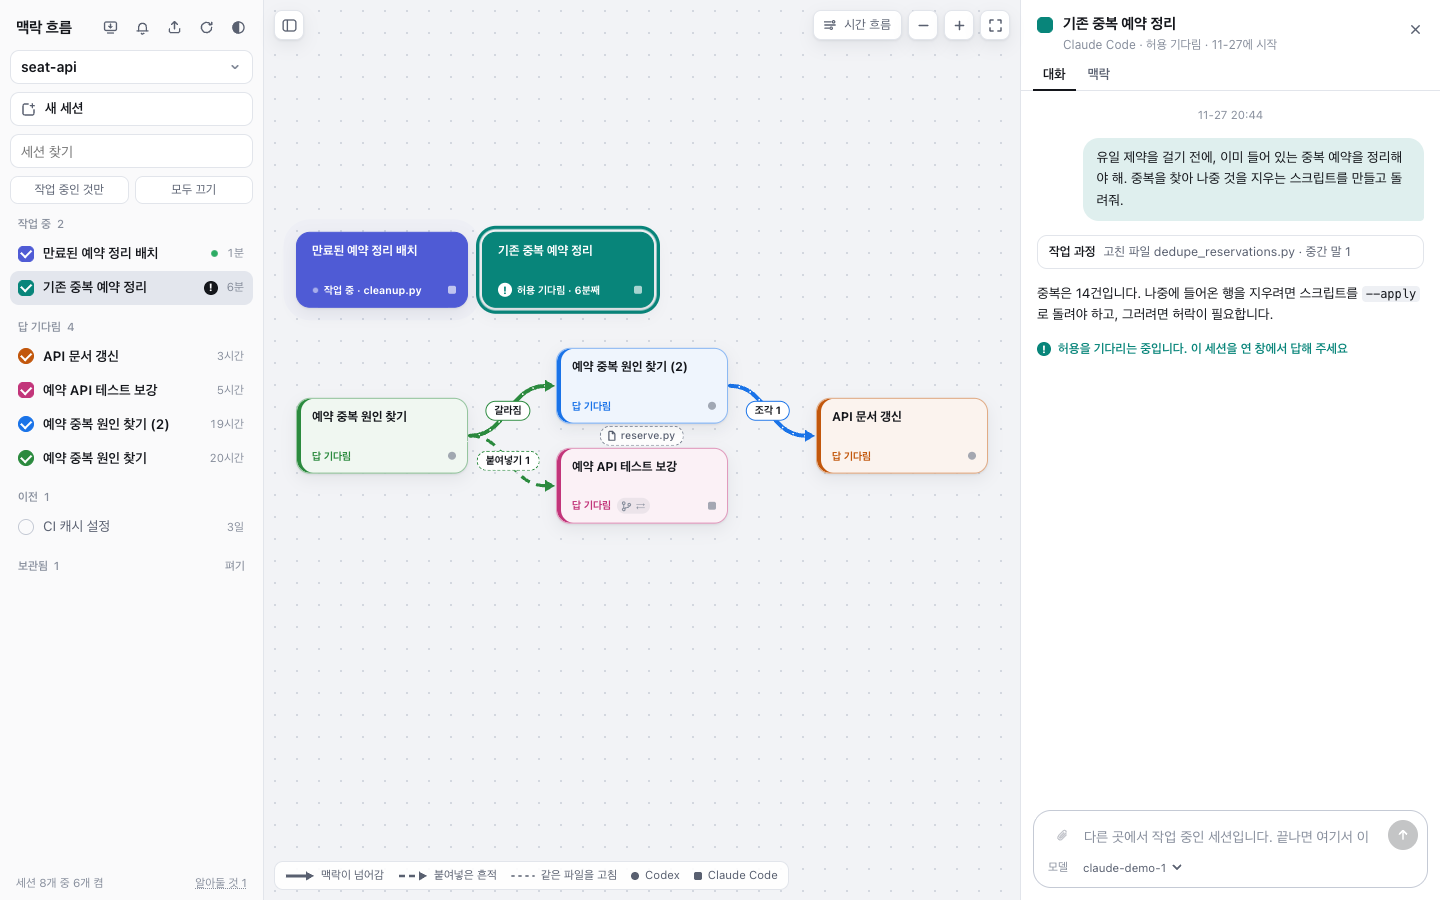 맥락 흐름
seat-api
새 세션
세션 찾기
작업 중인 것만
모두 끄기
작업 중 2
만료된 예약 정리 배치
1분
기존 중복 예약 정리
6분
답 기다림 4
API 문서 갱신
3시간
예약 API 테스트 보강
5시간
예약 중복 원인 찾기 (2)
19시간
예약 중복 원인 찾기
20시간
이전 1
CI 캐시 설정
3일
보관됨 1
펴기
세션 8개 중 6개 켬
알아둘 것 1
시간 흐름
만료된 예약 정리 배치
작업 중 · cleanup.py
기존 중복 예약 정리
허용 기다림 · 6분째
예약 중복 원인 찾기
답 기다림
갈라짐
붙여넣기 1
예약 중복 원인 찾기 (2)
답 기다림
reserve.py
예약 API 테스트 보강
답 기다림
조각 1
API 문서 갱신
답 기다림
맥락이 넘어감
붙여넣은 흔적
같은 파일을 고침
Codex
Claude Code
기존 중복 예약 정리
Claude Code · 허용 기다림 · 11-27에 시작
대화
맥락
11-27 20:44
유일 제약을 걸기 전에, 이미 들어 있는 중복 예약을 정리해
야 해. 중복을 찾아 나중 것을 지우는 스크립트를 만들고 돌
려줘.
작업 과정 고친 파일 dedupe_reservations.py · 중간 말 1
중복은 14건입니다. 나중에 들어온 행을 지우려면 스크립트를 --apply
로 돌려야 하고, 그러려면 허락이 필요합니다.
허용을 기다리는 중입니다. 이 세션을 연 창에서 답해 주세요
다른 곳에서 작업 중인 세션입니다. 끝나면 여기서 이
모델 claude-demo-1